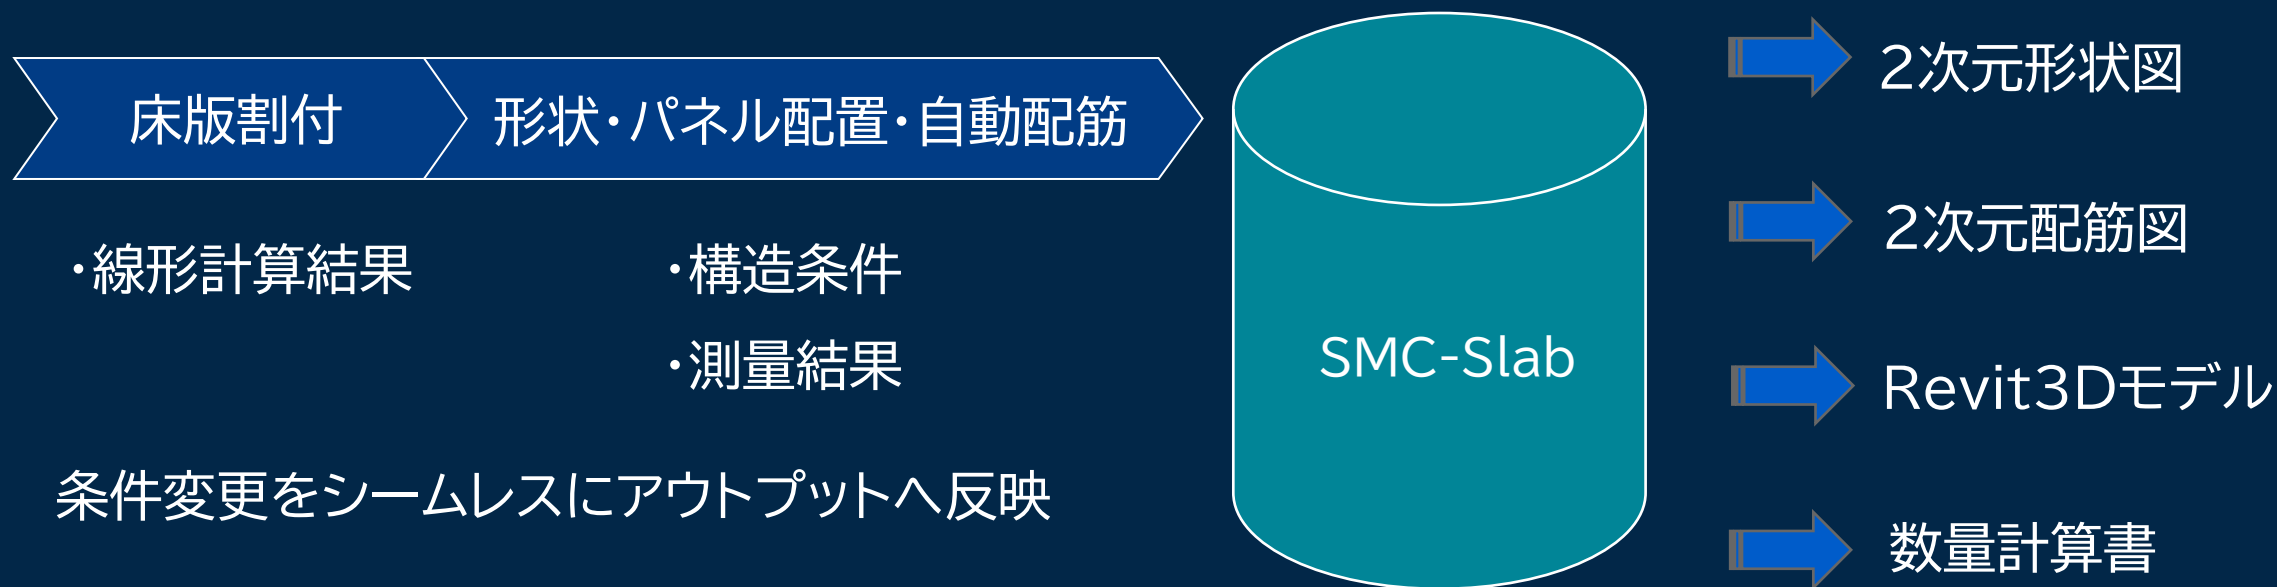 床版割付
形状・パネル配置・自動配筋
・線形計算結果
・構造条件
・測量結果
条件変更をシームレスにアウトプットへ反映
SMC-Slab
2次元形状図
2次元配筋図
Revit3Dモデル
数量計算書